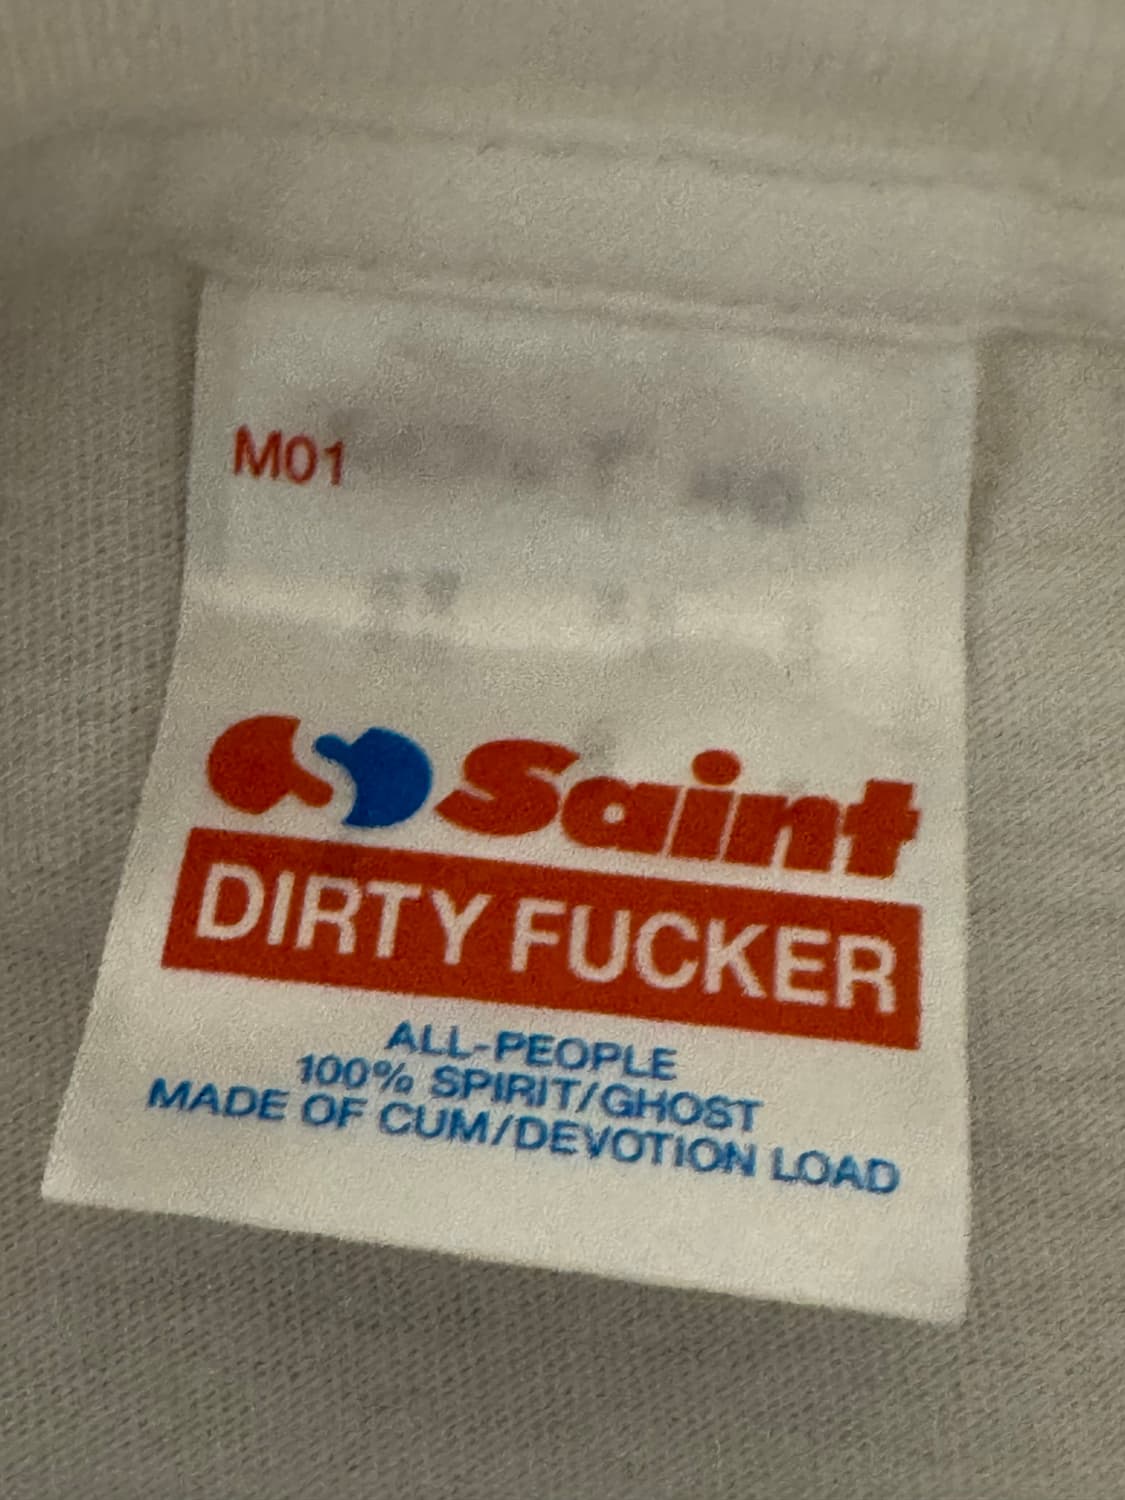 M01
Saint
DIRTY FUCKER
ALL-PEOPLE
100% SPIRIT/GHOST
MADE OF CUM/DEVOTION LOAD